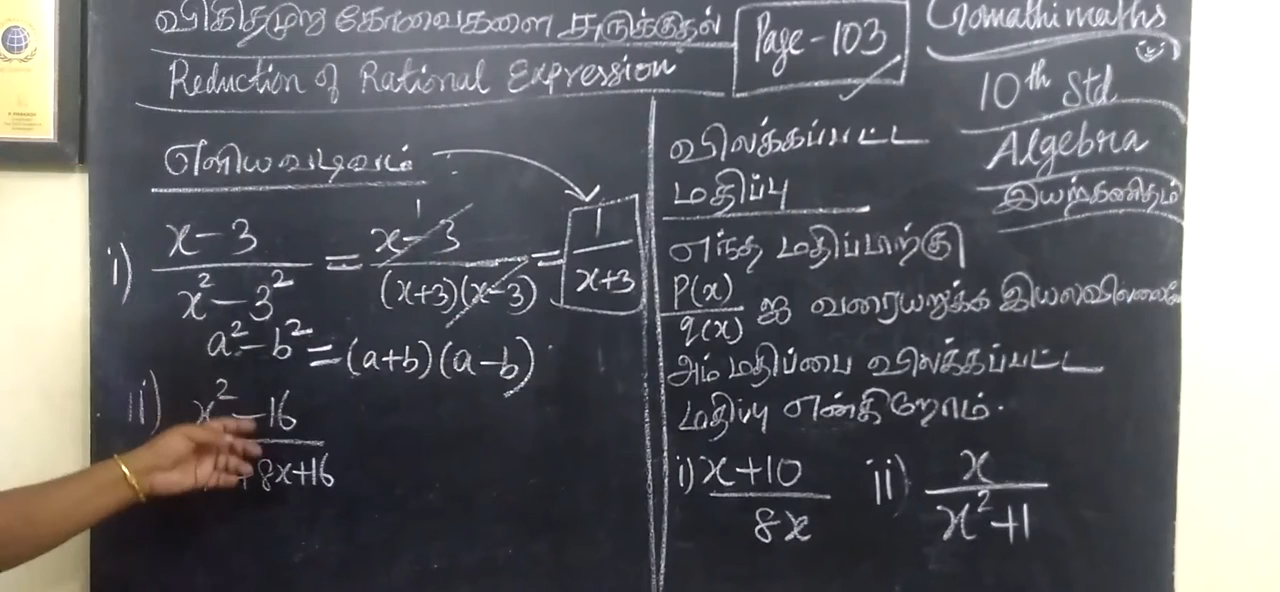 விகிதமுறு கோவைகளை சுருக்குதல்
Reduction of Rational Expression
Page - 103
Gomathi maths
10th Std
Algebra
இயற்கணிதம்
எளிய வடிவம்
i) x-3 / x²-3² = x-3 / (x+3)(x-3) = 1 / x+3
1
a²-b² = (a+b)(a-b)
ii) x²-16
+8x+16
விலக்கப்பட்ட
மதிப்பு
எந்த மதிப்பிற்கு
P(x) / q(x) ஐ வரையறுக்க
அம் மதிப்பை விலக்கப்பட்ட
மதிப்பு என்கிறோம்.
i) x+10 / 8x
ii) x / x²+1